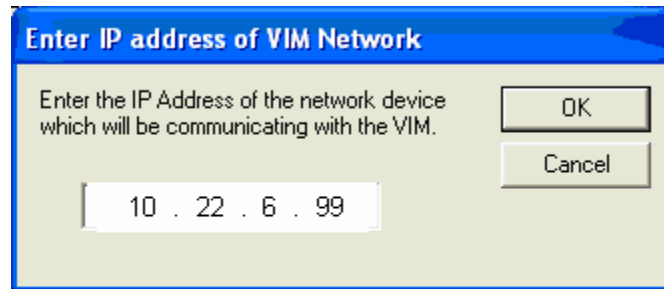 Enter IP address of VIM Network
Enter the IP Address of the network device
which will be communicating with the VIM.
OK
Cancel
10 . 22 . 6 . 99